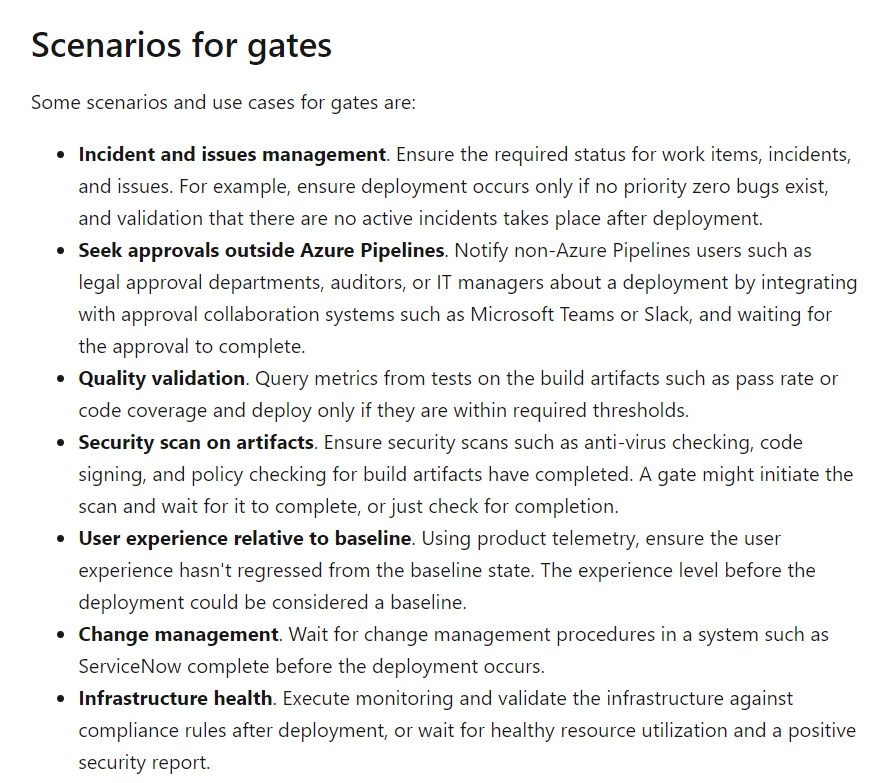 Scenarios for gates
Some scenarios and use cases for gates are:
• Incident and issues management. Ensure the required status for work items, incidents,
and issues. For example, ensure deployment occurs only if no priority zero bugs exist,
and validation that there are no active incidents takes place after deployment.
• Seek approvals outside Azure Pipelines. Notify non-Azure Pipelines users such as
legal approval departments, auditors, or IT managers about a deployment by integrating
with approval collaboration systems such as Microsoft Teams or Slack, and waiting for
the approval to complete.
• Quality validation. Query metrics from tests on the build artifacts such as pass rate or
code coverage and deploy only if they are within required thresholds.
• Security scan on artifacts. Ensure security scans such as anti-virus checking, code
signing, and policy checking for build artifacts have completed. A gate might initiate the
scan and wait for it to complete, or just check for completion.
• User experience relative to baseline. Using product telemetry, ensure the user
experience hasn't regressed from the baseline state. The experience level before the
deployment could be considered a baseline.
• Change management. Wait for change management procedures in a system such as
ServiceNow complete before the deployment occurs.
• Infrastructure health. Execute monitoring and validate the infrastructure against
compliance rules after deployment, or wait for healthy resource utilization and a positive
security report.